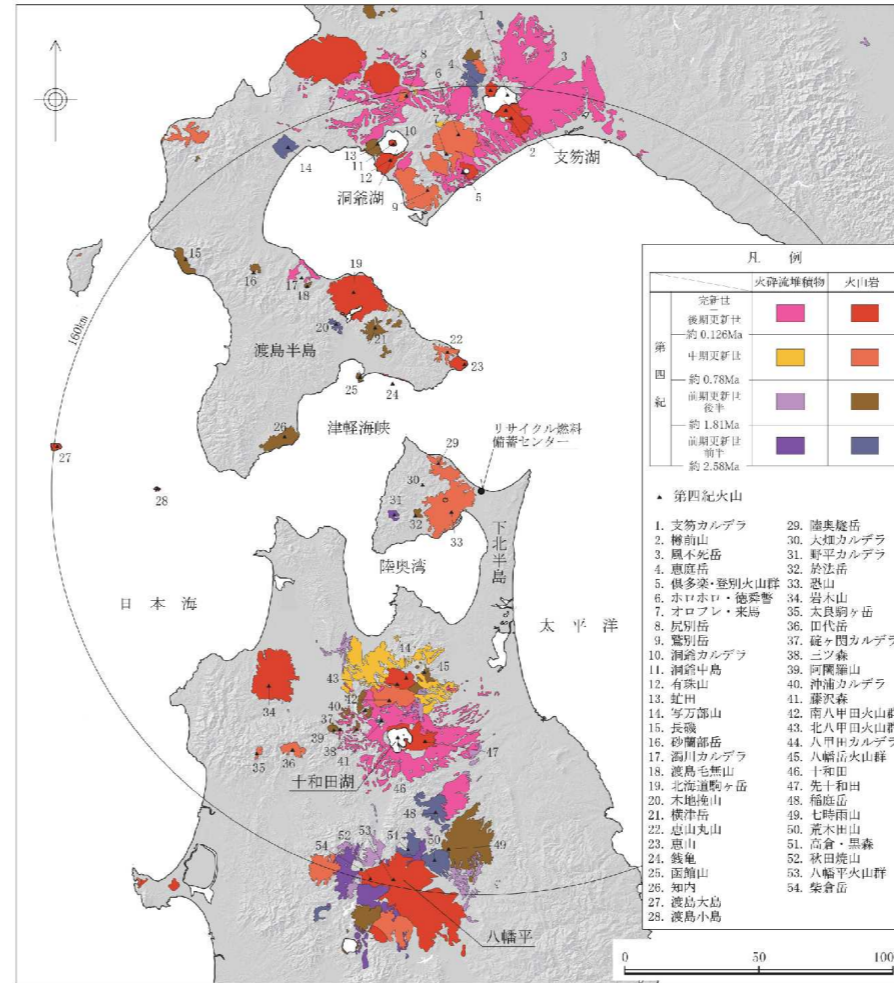 支笏湖
洞爺湖
160km
渡島半島
津軽海峡
リサイクル燃料
備蓄センター
下北半島
陸奥湾
日本海
太平洋
十和田湖
八幡平
凡例
火砕流堆積物 火山岩
第四紀
完新世
~
後期更新世
約 0.126Ma
中期更新世
約 0.78Ma
前期更新世
後半
約 1.81Ma
前期更新世
前半
約 2.58Ma
▲ 第四紀火山
1. 支笏カルデラ
2. 樽前山
3. 風不死岳
4. 恵庭岳
5. 倶多楽・登別火山群
6. ホロホロ・徳舜瞥
7. オロフレ・来馬
8. 尻別岳
9. 鷲別岳
10. 洞爺カルデラ
11. 洞爺中島
12. 有珠山
13. 虻田
14. 写万部山
15. 長磯
16. 砂蘭部岳
17. 濁川カルデラ
18. 渡島毛無山
19. 北海道駒ヶ岳
20. 木地挽山
21. 横津岳
22. 恵山丸山
23. 恵山
24. 銭亀
25. 函館山
26. 知内
27. 渡島大島
28. 渡島小島
29. 陸奥燧岳
30. 大畑カルデラ
31. 野平カルデラ
32. 於法岳
33. 恐山
34. 岩木山
35. 太良駒ヶ岳
36. 田代岳
37. 碇ヶ関カルデラ
38. 三ツ森
39. 阿闍羅山
40. 沖浦カルデラ
41. 藤沢森
42. 南八甲田火山群
43. 北八甲田火山群
44. 八甲田カルデラ
45. 八幡岳火山群
46. 十和田
47. 先十和田
48. 稲庭岳
49. 七時雨山
50. 荒木田山
51. 高倉・黒森
52. 秋田焼山
53. 八幡平火山群
54. 柴倉岳
0 50 100